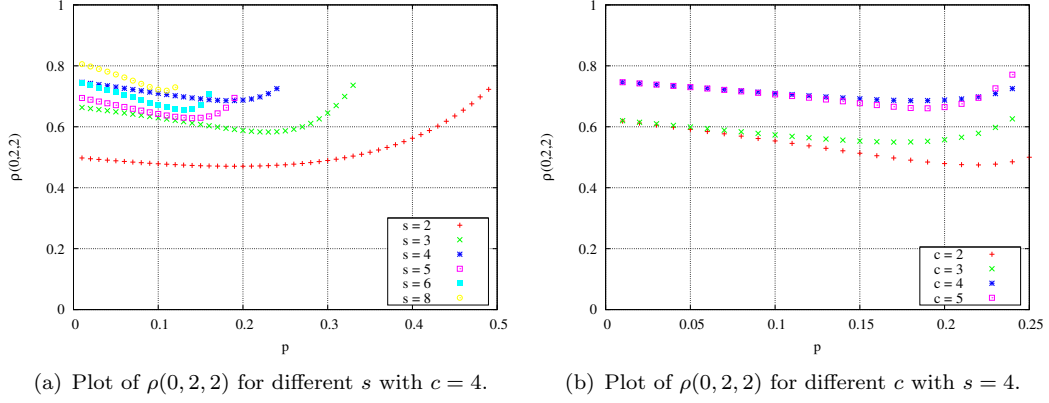 1
0.8
0.6
0.4
0.2
0
ρ(0,2,2)
0 0.1 0.2 0.3 0.4 0.5
p
s = 2
s = 3
s = 4
s = 5
s = 6
s = 8
(a) Plot of ρ(0, 2, 2) for different s with c = 4.
1
0.8
0.6
0.4
0.2
0
ρ(0,2,2)
0 0.05 0.1 0.15 0.2 0.25
p
c = 2
c = 3
c = 4
c = 5
(b) Plot of ρ(0, 2, 2) for different c with s = 4.